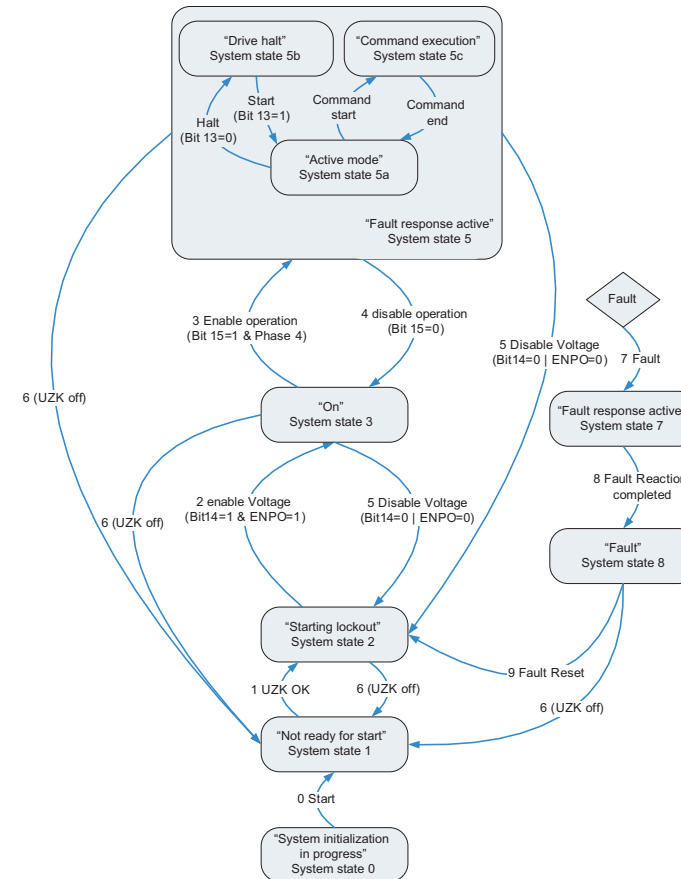 “Drive halt”
System state 5b
“Command execution”
System state 5c
Start
(Bit 13=1)
Command
start
Command
end
Halt
(Bit 13=0)
“Active mode”
System state 5a
“Fault response active”
System state 5
Fault
3 Enable operation
(Bit 15=1 & Phase 4)
4 disable operation
(Bit 15=0)
5 Disable Voltage
(Bit14=0 | ENPO=0)
7 Fault
6 (UZK off)
“On”
System state 3
“Fault response active
System state 7
8 Fault Reaction
completed
2 enable Voltage
(Bit14=1 & ENPO=1)
5 Disable Voltage
(Bit14=0 | ENPO=0)
6 (UZK off)
“Fault”
System state 8
“Starting lockout”
System state 2
9 Fault Reset
1 UZK OK
6 (UZK off)
6 (UZK off)
“Not ready for start”
System state 1
0 Start
“System initialization
in progress”
System state 0